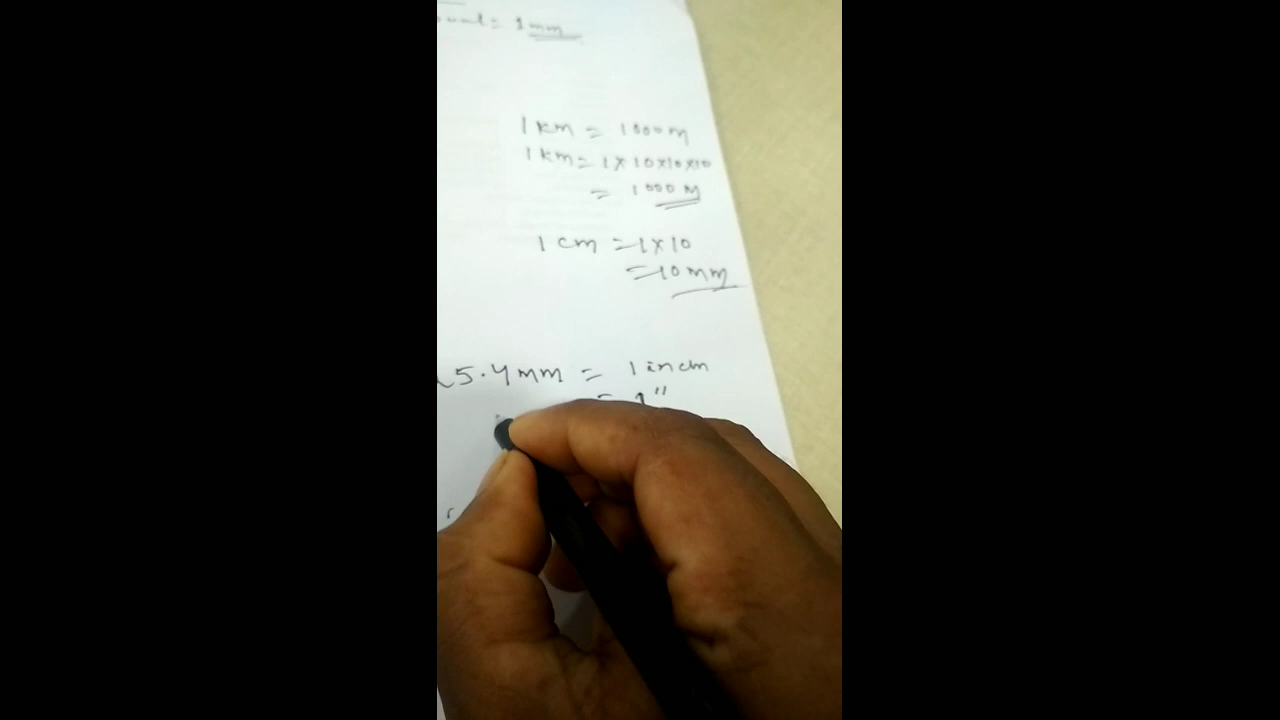 = 1mm
1 km = 1000 m
1 km = 1×10×10×10
= 1000 M
1 cm = 1×10
= 10 mm
5.4 mm = 1 inch
= 1"